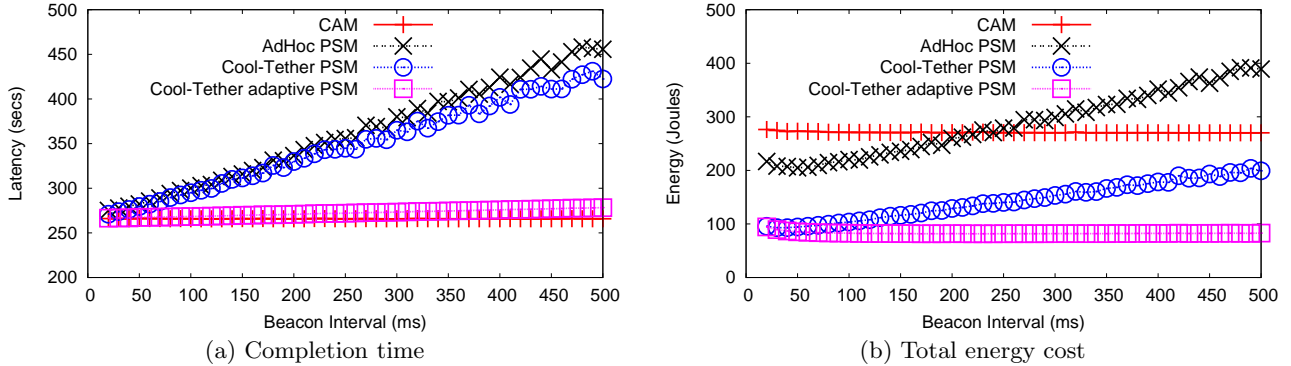 500
450
400
350
300
250
200
0 50 100 150 200 250 300 350 400 450 500
Latency (secs)
Beacon Interval (ms)
CAM
AdHoc PSM
Cool-Tether PSM
Cool-Tether adaptive PSM
(a) Completion time
500
400
300
200
100
0
0 50 100 150 200 250 300 350 400 450 500
Energy (Joules)
Beacon Interval (ms)
CAM
AdHoc PSM
Cool-Tether PSM
Cool-Tether adaptive PSM
(b) Total energy cost